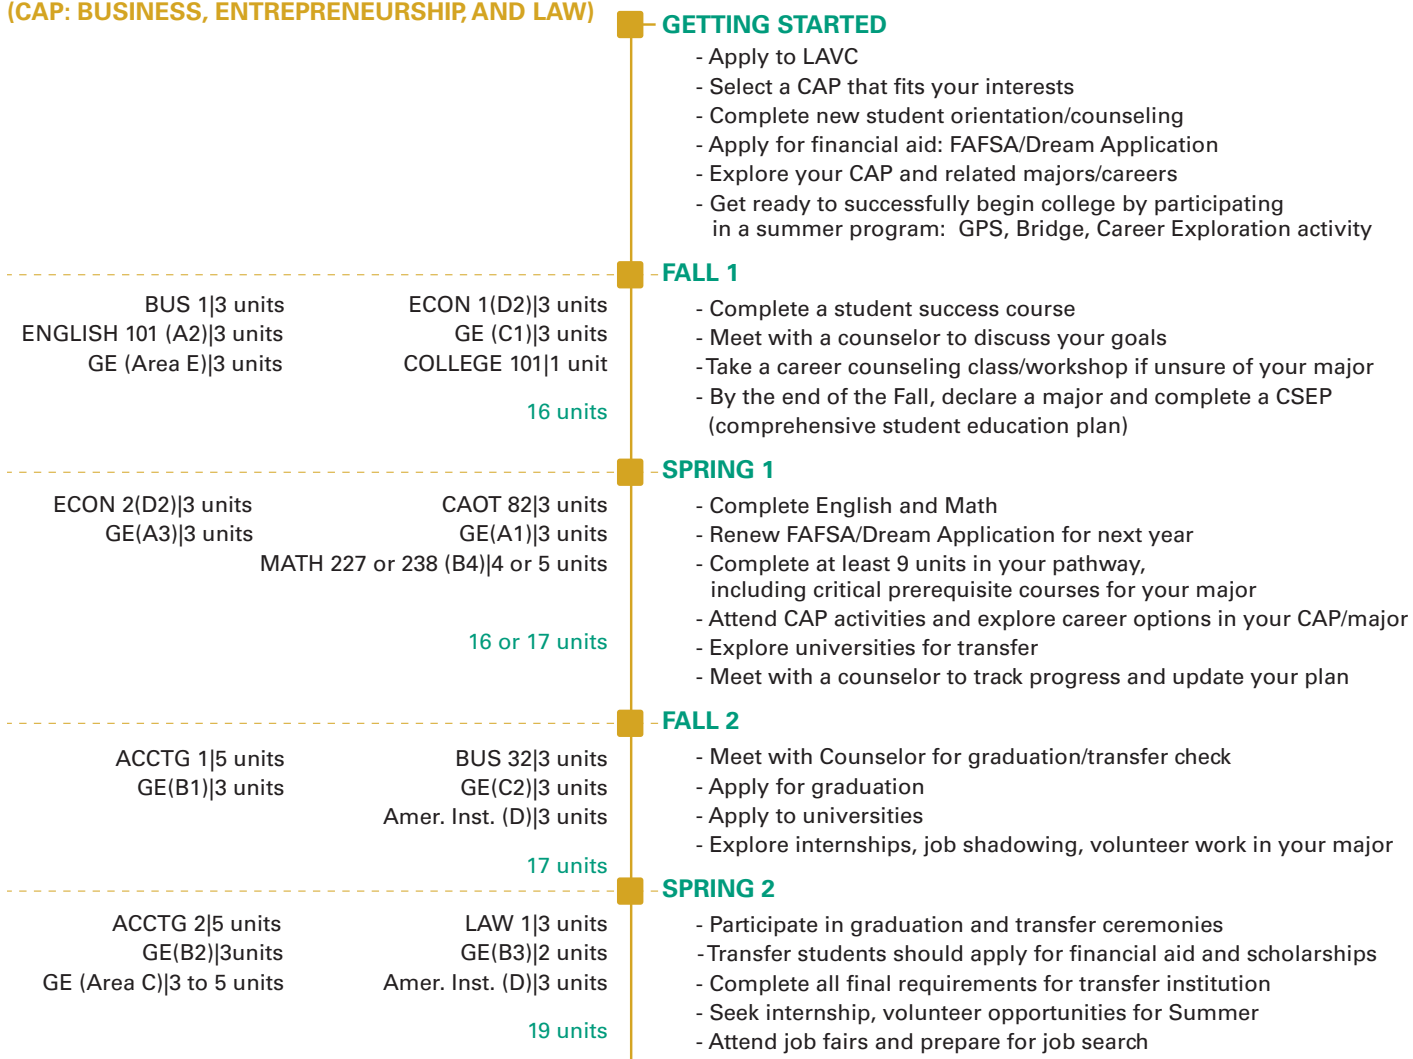 (CAP: BUSINESS, ENTREPRENEURSHIP, AND LAW)
GETTING STARTED
- Apply to LAVC
- Select a CAP that fits your interests
- Complete new student orientation/counseling
- Apply for financial aid: FAFSA/Dream Application
- Explore your CAP and related majors/careers
- Get ready to successfully begin college by participating
in a summer program: GPS, Bridge, Career Exploration activity
FALL 1
BUS 1|3 units
ENGLISH 101 (A2)|3 units
GE (Area E)|3 units
ECON 1(D2)|3 units
GE (C1)|3 units
COLLEGE 101|1 unit
16 units
- Complete a student success course
- Meet with a counselor to discuss your goals
- Take a career counseling class/workshop if unsure of your major
- By the end of the Fall, declare a major and complete a CSEP
(comprehensive student education plan)
SPRING 1
ECON 2(D2)|3 units
GE(A3)|3 units
CAOT 82|3 units
GE(A1)|3 units
MATH 227 or 238 (B4)|4 or 5 units
16 or 17 units
- Complete English and Math
- Renew FAFSA/Dream Application for next year
- Complete at least 9 units in your pathway,
including critical prerequisite courses for your major
- Attend CAP activities and explore career options in your CAP/major
- Explore universities for transfer
- Meet with a counselor to track progress and update your plan
FALL 2
ACCTG 1|5 units
GE(B1)|3 units
BUS 32|3 units
GE(C2)|3 units
Amer. Inst. (D)|3 units
17 units
- Meet with Counselor for graduation/transfer check
- Apply for graduation
- Apply to universities
- Explore internships, job shadowing, volunteer work in your major
SPRING 2
ACCTG 2|5 units
GE(B2)|3units
GE (Area C)|3 to 5 units
LAW 1|3 units
GE(B3)|2 units
Amer. Inst. (D)|3 units
19 units
- Participate in graduation and transfer ceremonies
- Transfer students should apply for financial aid and scholarships
- Complete all final requirements for transfer institution
- Seek internship, volunteer opportunities for Summer
- Attend job fairs and prepare for job search